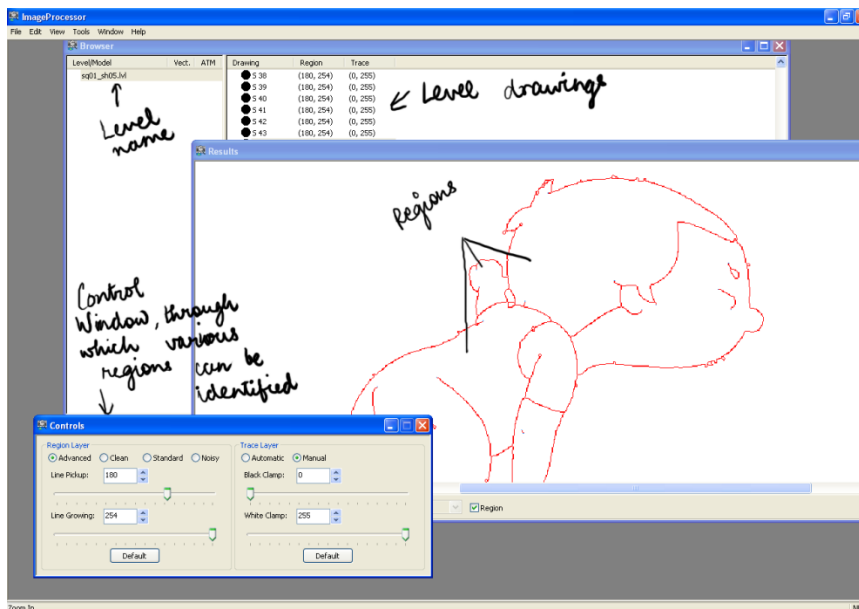 ImageProcessor
File Edit View Tools Window Help
Browser
Level/Model Vect. ATM
sq01_sh05.lvl
Drawing Region Trace
S 38 (180, 254) (0, 255)
S 39 (180, 254) (0, 255)
S 40 (180, 254) (0, 255)
S 41 (180, 254) (0, 255)
S 42 (180, 254) (0, 255)
S 43 (180, 254) (0, 255)
Level drawings
Level
name
Results
Regions
Control
Window, through
which various
regions can be
identified
Controls
Region Layer
Advanced Clean Standard Noisy
Line Pickup: 180
Line Growing: 254
Default
Trace Layer
Automatic Manual
Black Clamp: 0
White Clamp: 255
Default
Region
Zoom In